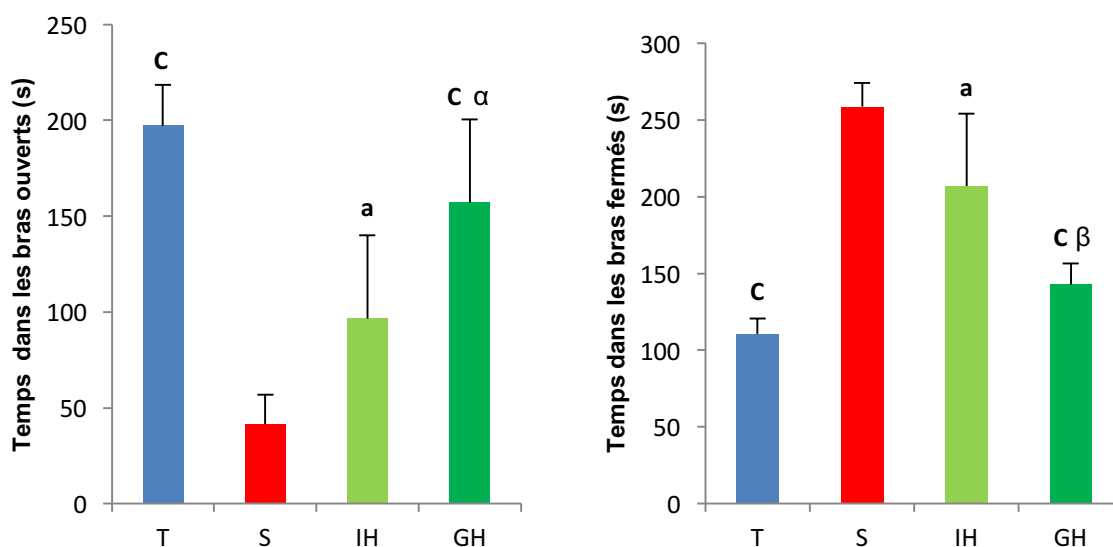 Temps dans les bras ouverts (s)
250
200
150
100
50
0
C
a
C α
T S IH GH
Temps dans les bras fermés (s)
300
250
200
150
100
50
0
C
a
C β
T S IH GH